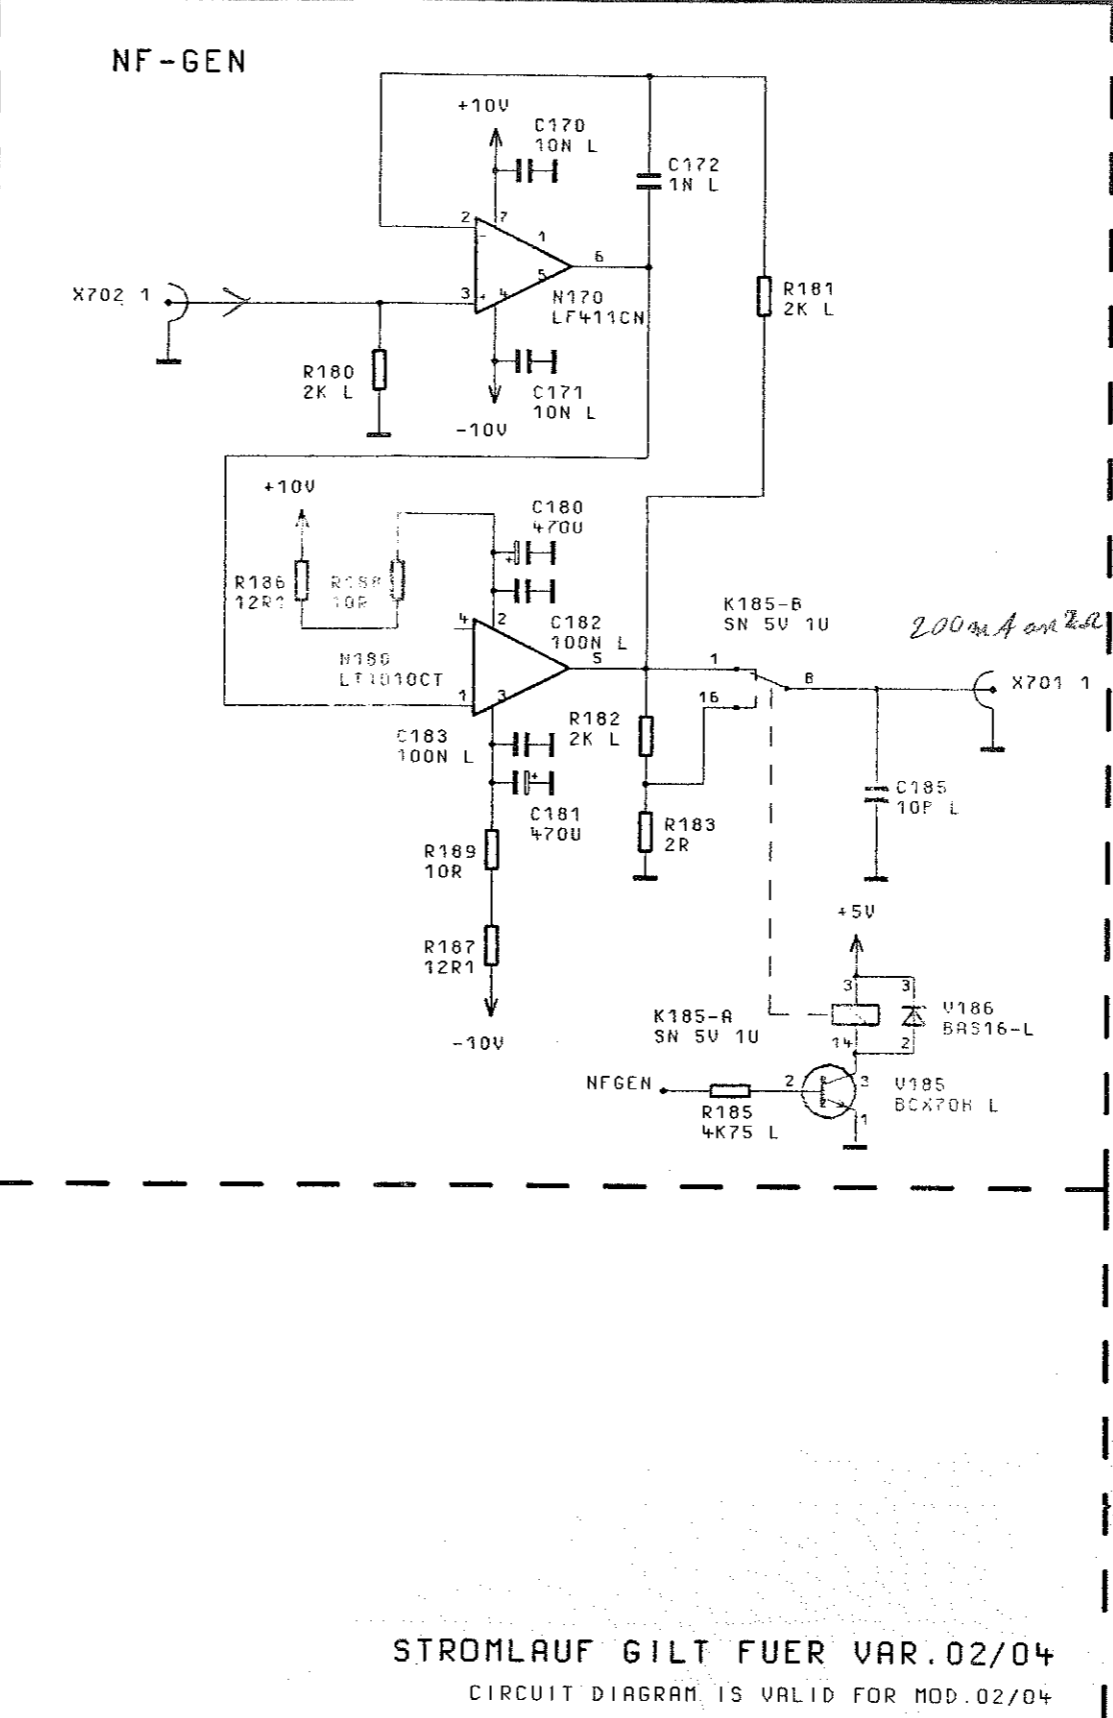 NF-GEN
+10V
C170
10N L
C172
1N L
2
7
1
6
5
X702 1
3
4
N170
LF411CN
R181
2K L
R180
2K L
C171
10N L
-10V
+10V
C180
470U
R186
12R1
10R
K185-B
SN 5V 1U
200mA an 2Ω
4
2
C182
100N L
N180
LT1010CT
5
1
8
X701 1
1
3
16
R182
2K L
C183
100N L
C185
10P L
C181
470U
R183
2R
R189
10R
+5V
R187
12R1
3
3
K185-A
SN 5V 1U
V186
BAS16-L
-10V
14
2
NFGEN
2
3
V185
BCX70H L
R185
4K75 L
1
STROMLAUF GILT FUER VAR.02/04
CIRCUIT DIAGRAM IS VALID FOR MOD.02/04